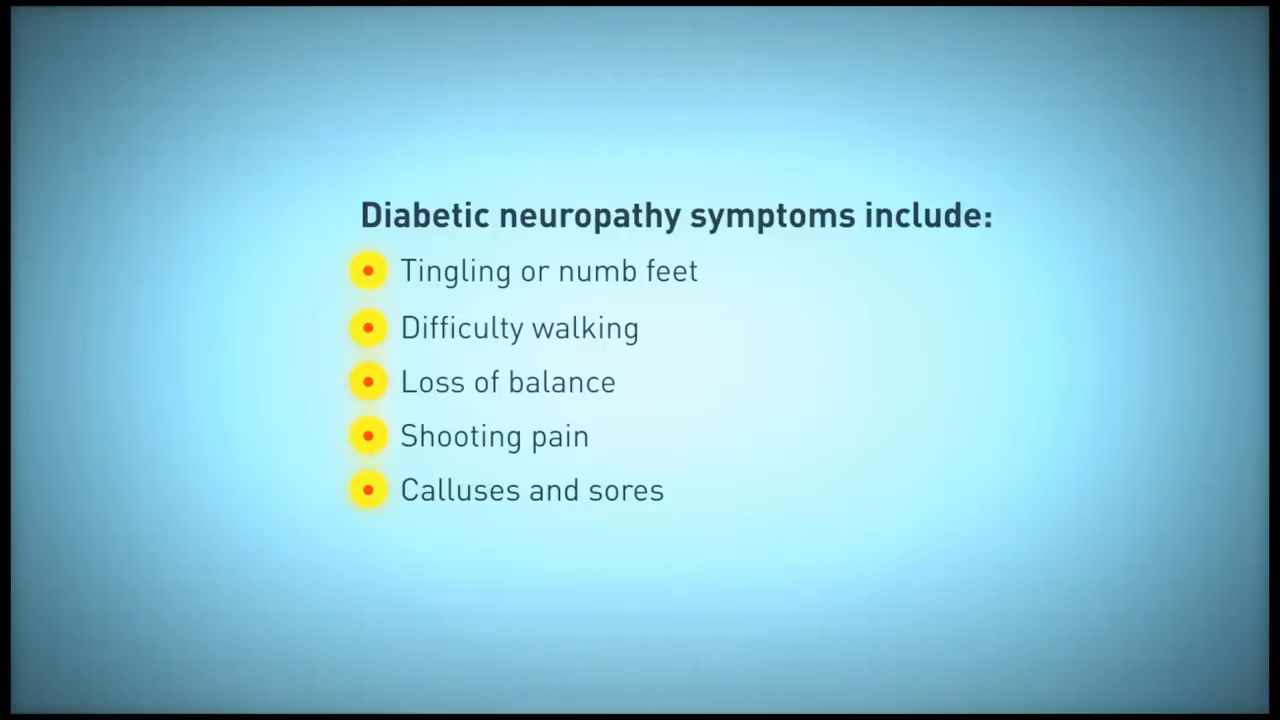 Diabetic neuropathy symptoms include:
Tingling or numb feet
Difficulty walking
Loss of balance
Shooting pain
Calluses and sores